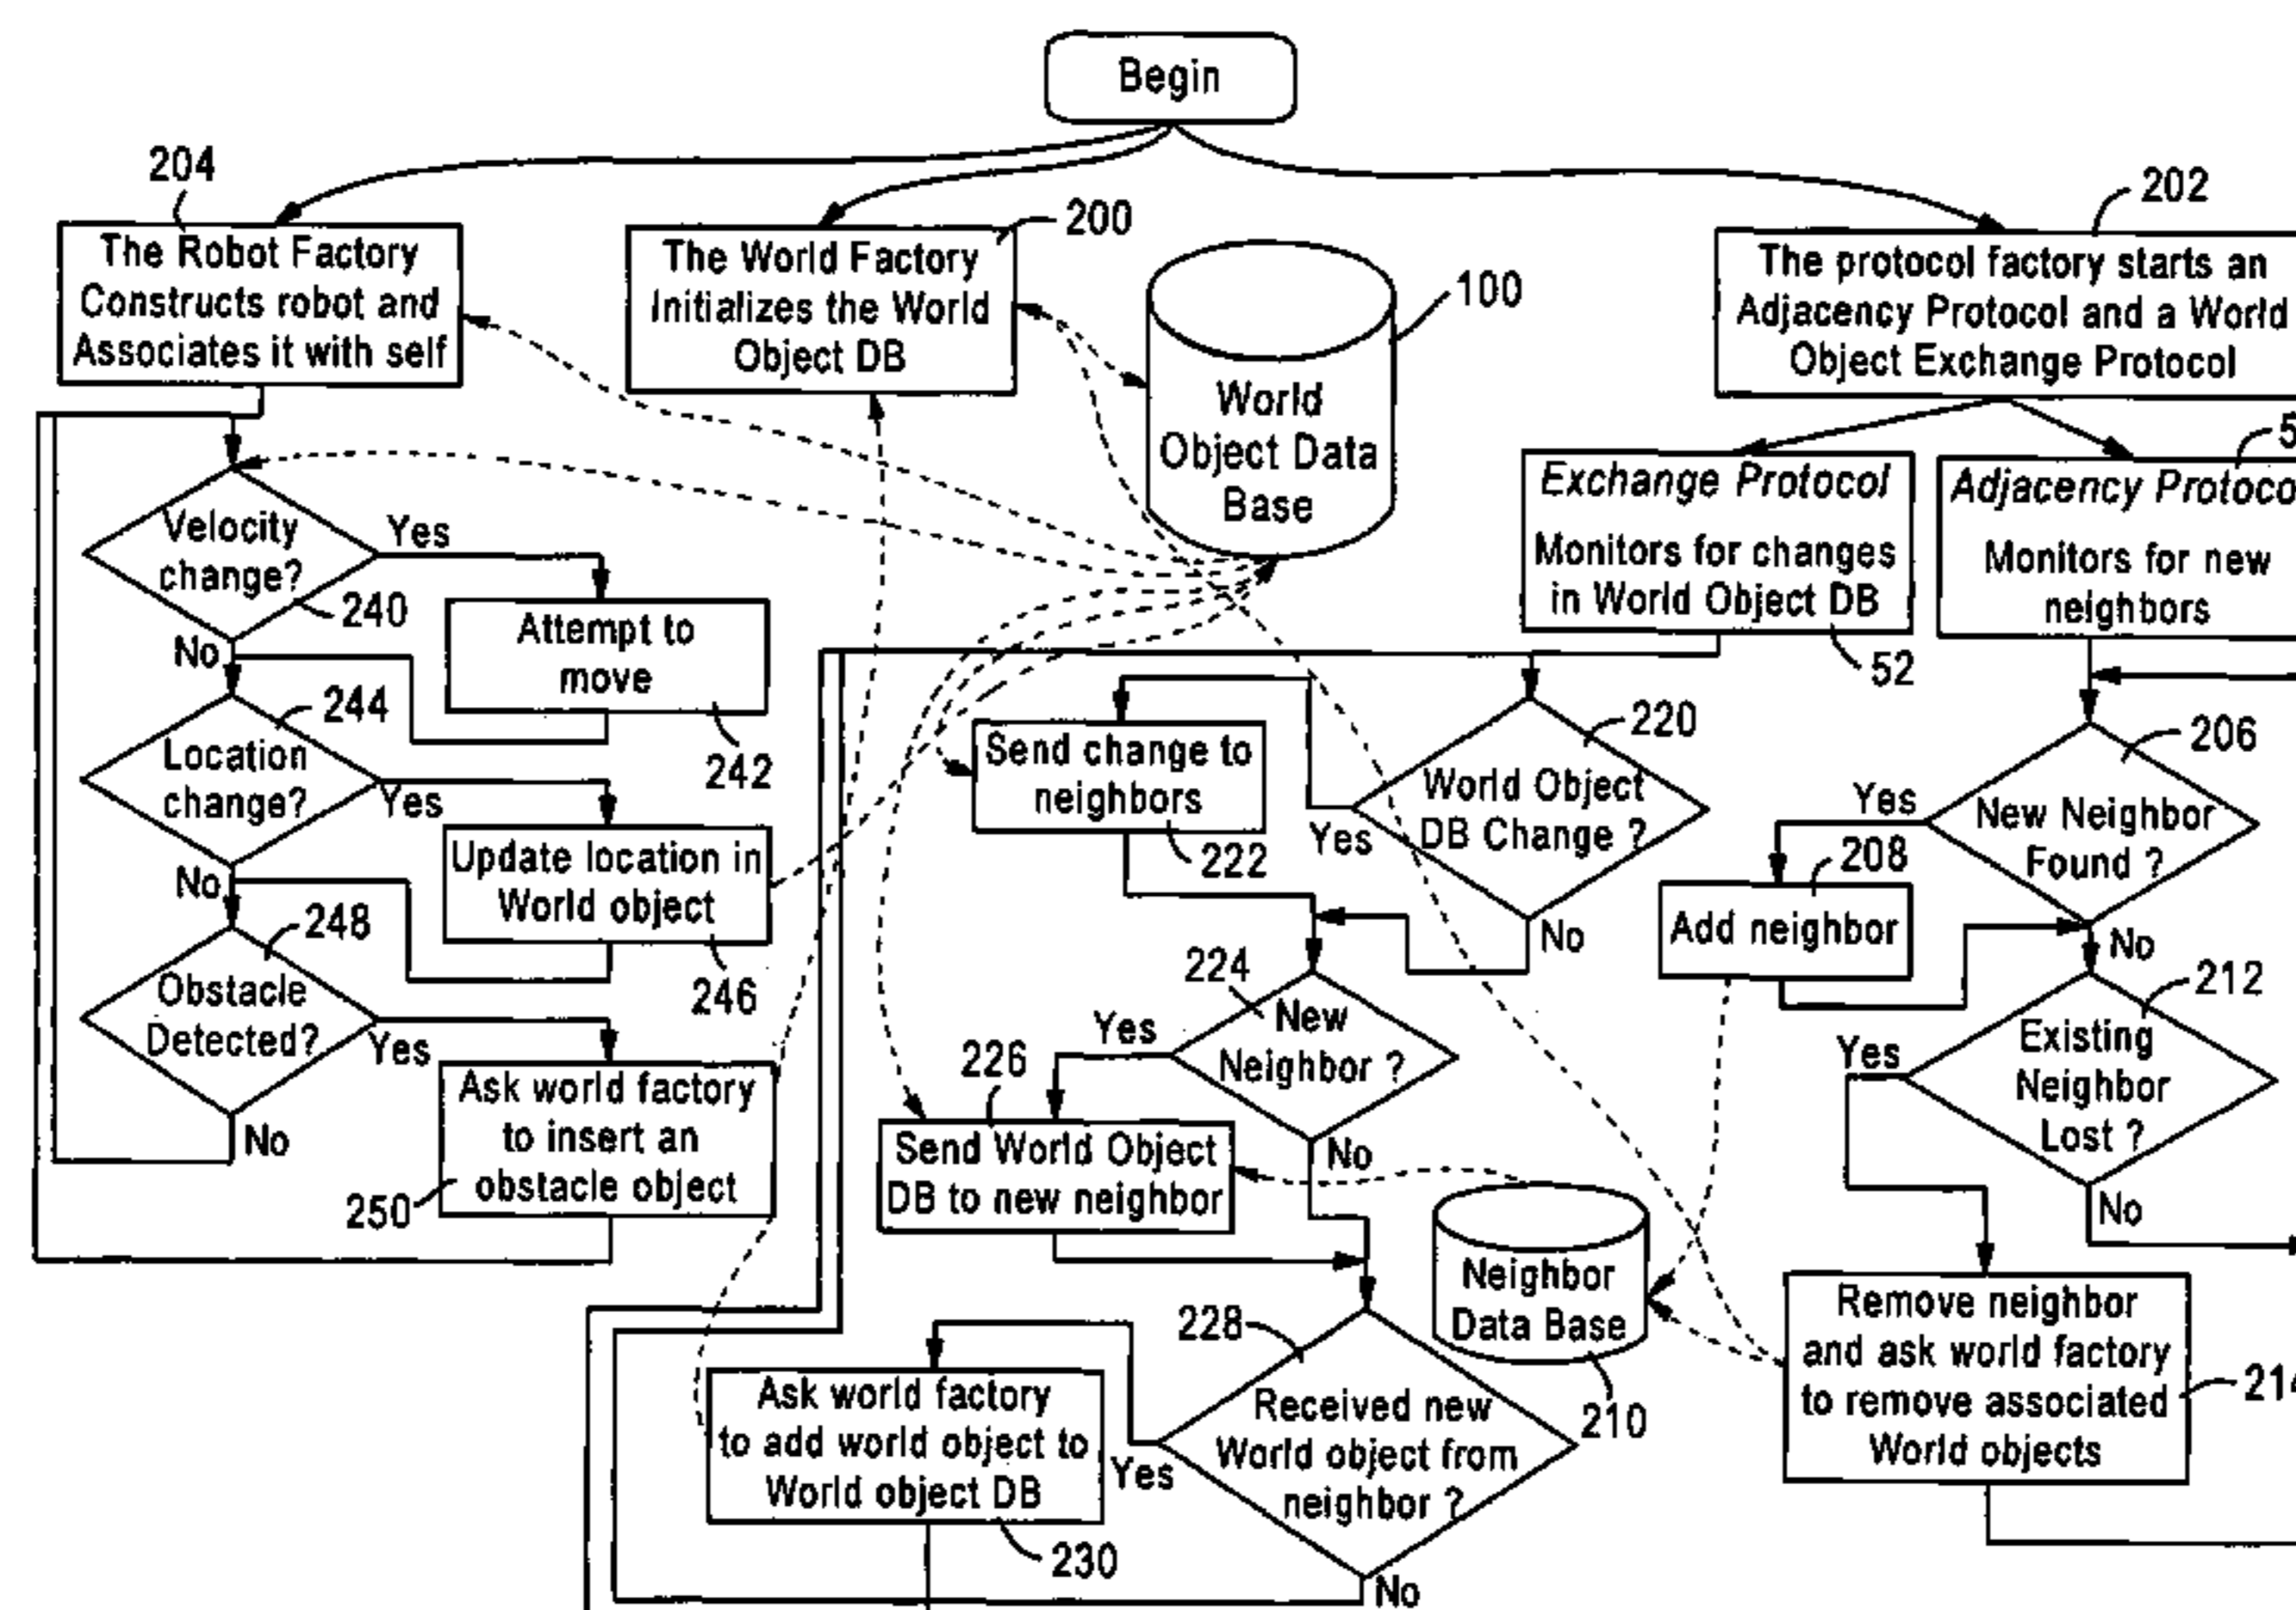 Begin
204
The Robot Factory
Constructs robot and
Associates it with self
200
The World Factory
Initializes the World
Object DB
100
World
Object Data
Base
202
The protocol factory starts an
Adjacency Protocol and a World
Object Exchange Protocol
Exchange Protocol
Monitors for changes
in World Object DB
52
5
Adjacency Protoco
Monitors for new
neighbors
Velocity
change?
Yes
240
No
Attempt to
move
242
244
Location
change?
Yes
No
Update location in
World object
246
248
Obstacle
Detected?
Yes
No
Ask world factory
to insert an
obstacle object
250
Send change to
neighbors
222
220
World Object
DB Change ?
Yes
No
206
New Neighbor
Found ?
Yes
No
208
Add neighbor
224
New
Neighbor ?
Yes
No
226
Send World Object
DB to new neighbor
212
Existing
Neighbor
Lost ?
Yes
No
Neighbor
Data Base
210
228
Received new
World object from
neighbor ?
Yes
No
Ask world factory
to add world object to
World object DB
230
Remove neighbor
and ask world factory
to remove associated
World objects
214